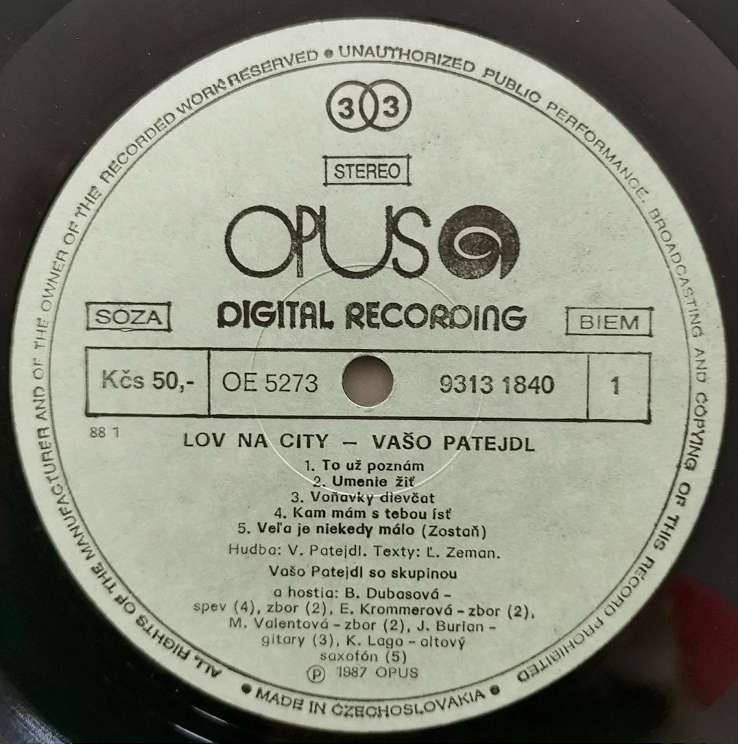 ALL RIGHTS OF THE MANUFACTURER AND OF THE OWNER OF THE RECORDED WORK RESERVED • UNAUTHORIZED PUBLIC PERFORMANCE, BROADCASTING AND COPYING OF THIS RECORD PROHIBITED
33
STEREO
OPUS
DIGITAL RECORDING
SOZA
BIEM
Kčs 50,- OE 5273 9313 1840 1
88 1
LOV NA CITY – VAŠO PATEJDL
1. To už poznám
2. Umenie žiť
3. Voňavky dievčat
4. Kam mám s tebou ísť
5. Veľa je niekedy málo (Zostaň)
Hudba: V. Patejdl. Texty: Ľ. Zeman.
Vašo Patejdl so skupinou
a hostia: B. Dubasová –
spev (4), zbor (2), E. Krommerová – zbor (2),
M. Valentová – zbor (2), J. Burian –
gitary (3), K. Lago – altový
saxofón (5)
Ⓟ 1987 OPUS
• MADE IN CZECHOSLOVAKIA •